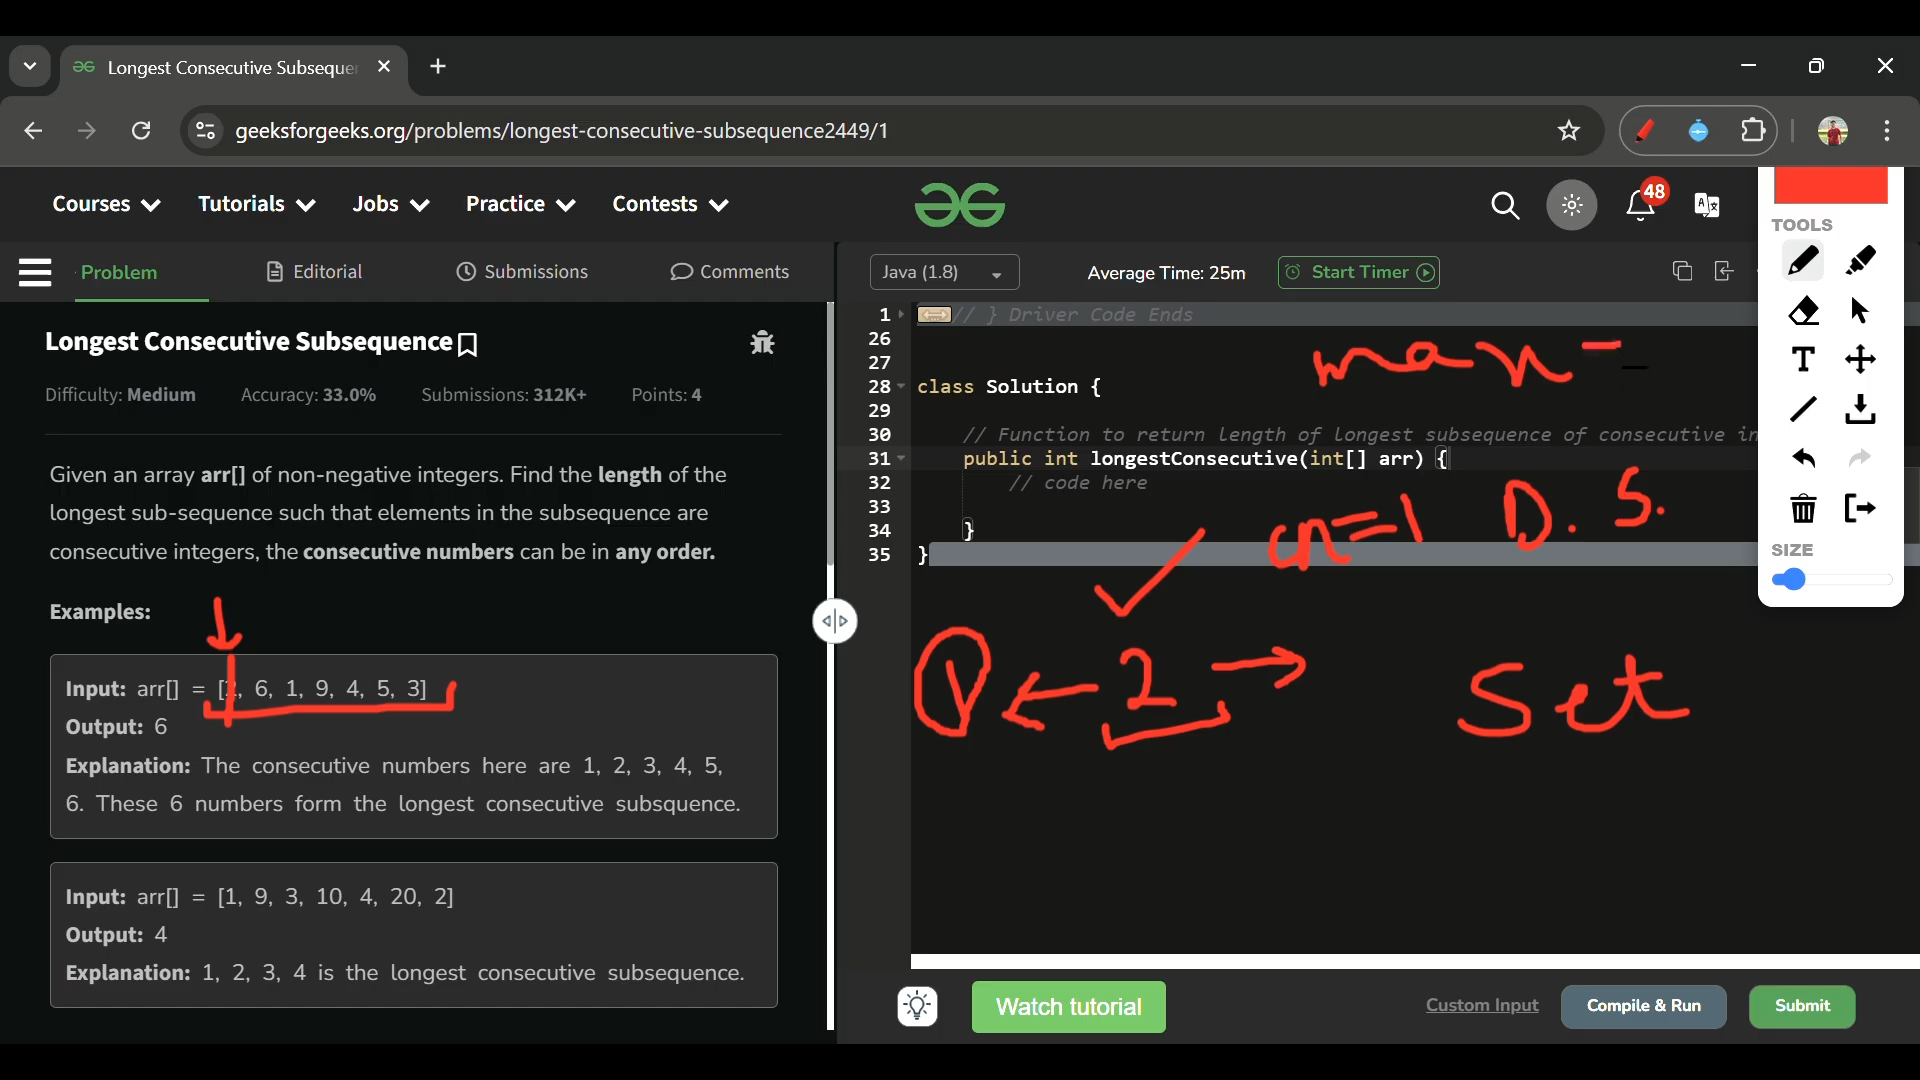 Longest Consecutive Subseque
geeksforgeeks.org/problems/longest-consecutive-subsequence2449/1
Courses Tutorials Jobs Practice Contests 48
Problem Editorial Submissions Comments
Java (1.8) Average Time: 25m Start Timer
TOOLS
T
SIZE
Longest Consecutive Subsequence
Difficulty: Medium Accuracy: 33.0% Submissions: 312K+ Points: 4
Given an array arr[] of non-negative integers. Find the length of the
longest sub-sequence such that elements in the subsequence are
consecutive integers, the consecutive numbers can be in any order.
Examples:
Input: arr[] = [2, 6, 1, 9, 4, 5, 3]
Output: 6
Explanation: The consecutive numbers here are 1, 2, 3, 4, 5,
6. These 6 numbers form the longest consecutive subsquence.
Input: arr[] = [1, 9, 3, 10, 4, 20, 2]
Output: 4
Explanation: 1, 2, 3, 4 is the longest consecutive subsequence.
1 // } Driver Code Ends
26
27
28 class Solution {
29
30 // Function to return length of longest subsequence of consecutive in
31 public int longestConsecutive(int[] arr) {
32 // code here
33
34 }
35 }
max -
cn=1 D. S.
1 ← 2 →
Set
Watch tutorial Custom Input Compile & Run Submit